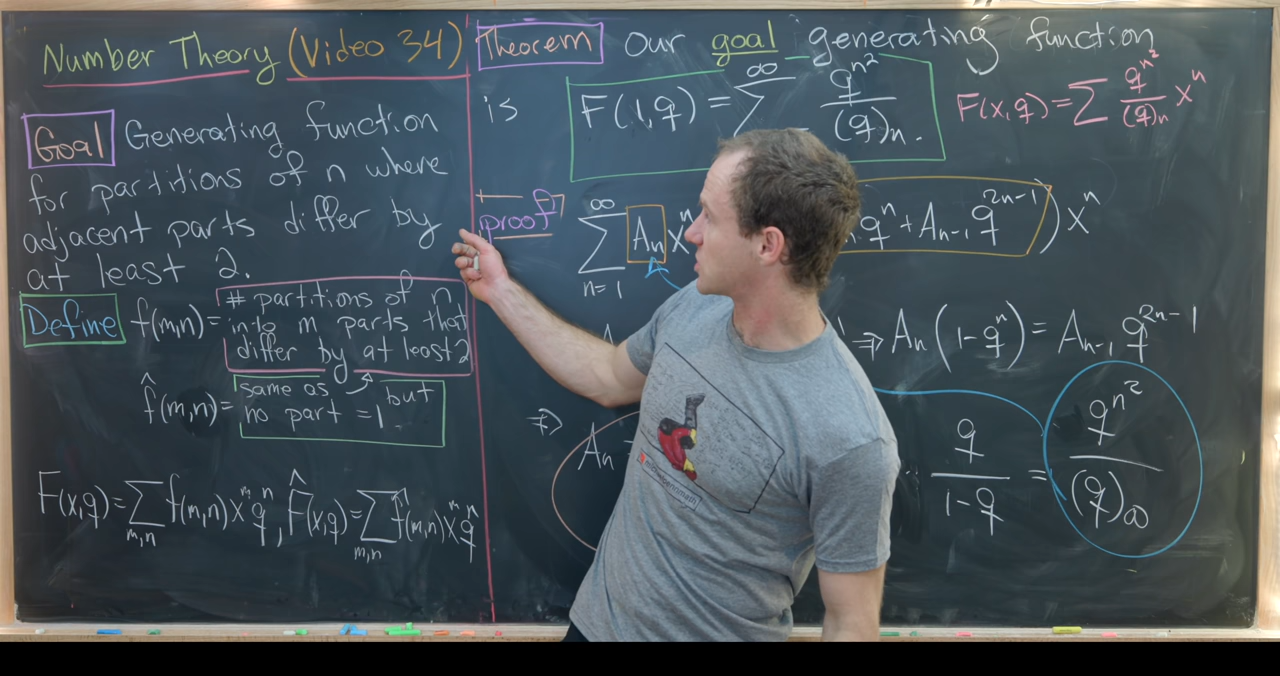 Number Theory (Video 34)
Goal Generating function
for partitions of n where
adjacent parts differ by
at least 2.
Define f(m,n) = # partitions of n
into m parts that
differ by at least 2
f̂(m,n) = same as ↗ but
no part = 1.
F(x,q) = ∑_{m,n} f(m,n) x^m q^n, F̂(x,q) = ∑_{m,n} f̂(m,n) x^m q^n
Theorem Our goal generating function
is F(1,q) = ∑^∞ q^{n²}/(q)_n.
F(x,q) = ∑ q^{n²}/(q)_n x^n
proof ∑_{n=1}^∞ A_n x^n
q^n + A_{n-1} q^{2n-1}) x^n
⇒ A_n (1-q^n) = A_{n-1} q^{2n-1}
⇒ A_n
q/(1-q) = q^{n²}/(q)_∞
michaelpennmath